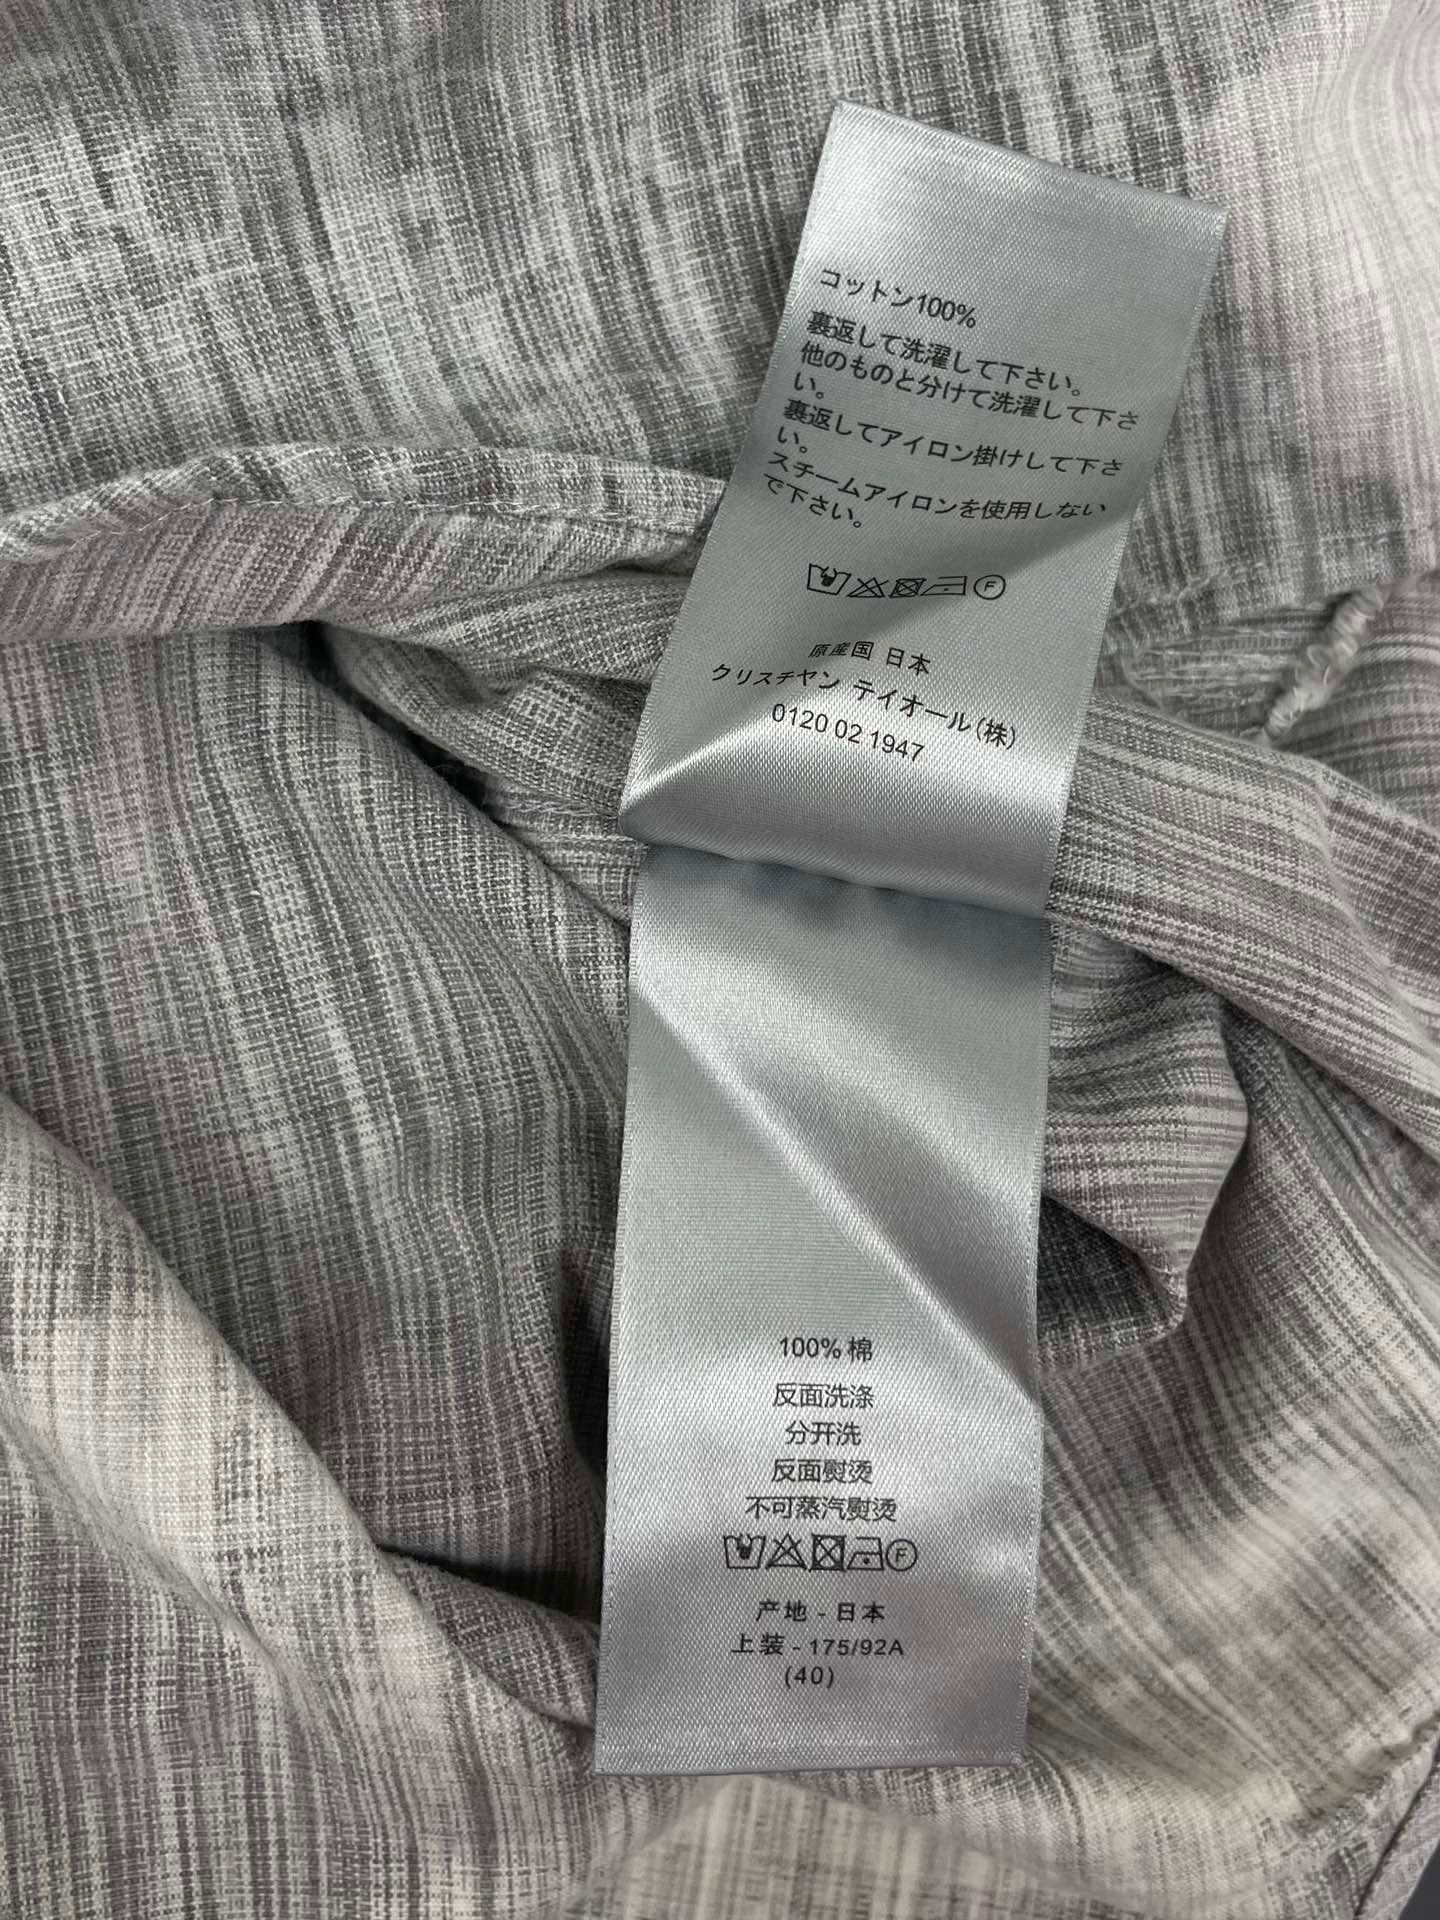 コットン100%
裏返して洗濯して下さい。
他のものと分けて洗濯して下さ
い。
裏返してアイロン掛けして下さ
い。
スチームアイロンを使用しない
で下さい。
F
原産国 日本
クリスチヤン テイオール(株)
0120 02 1947
100% 棉
反面洗涤
分开洗
反面熨烫
不可蒸汽熨烫
F
产地 - 日本
上装 - 175/92A
(40)